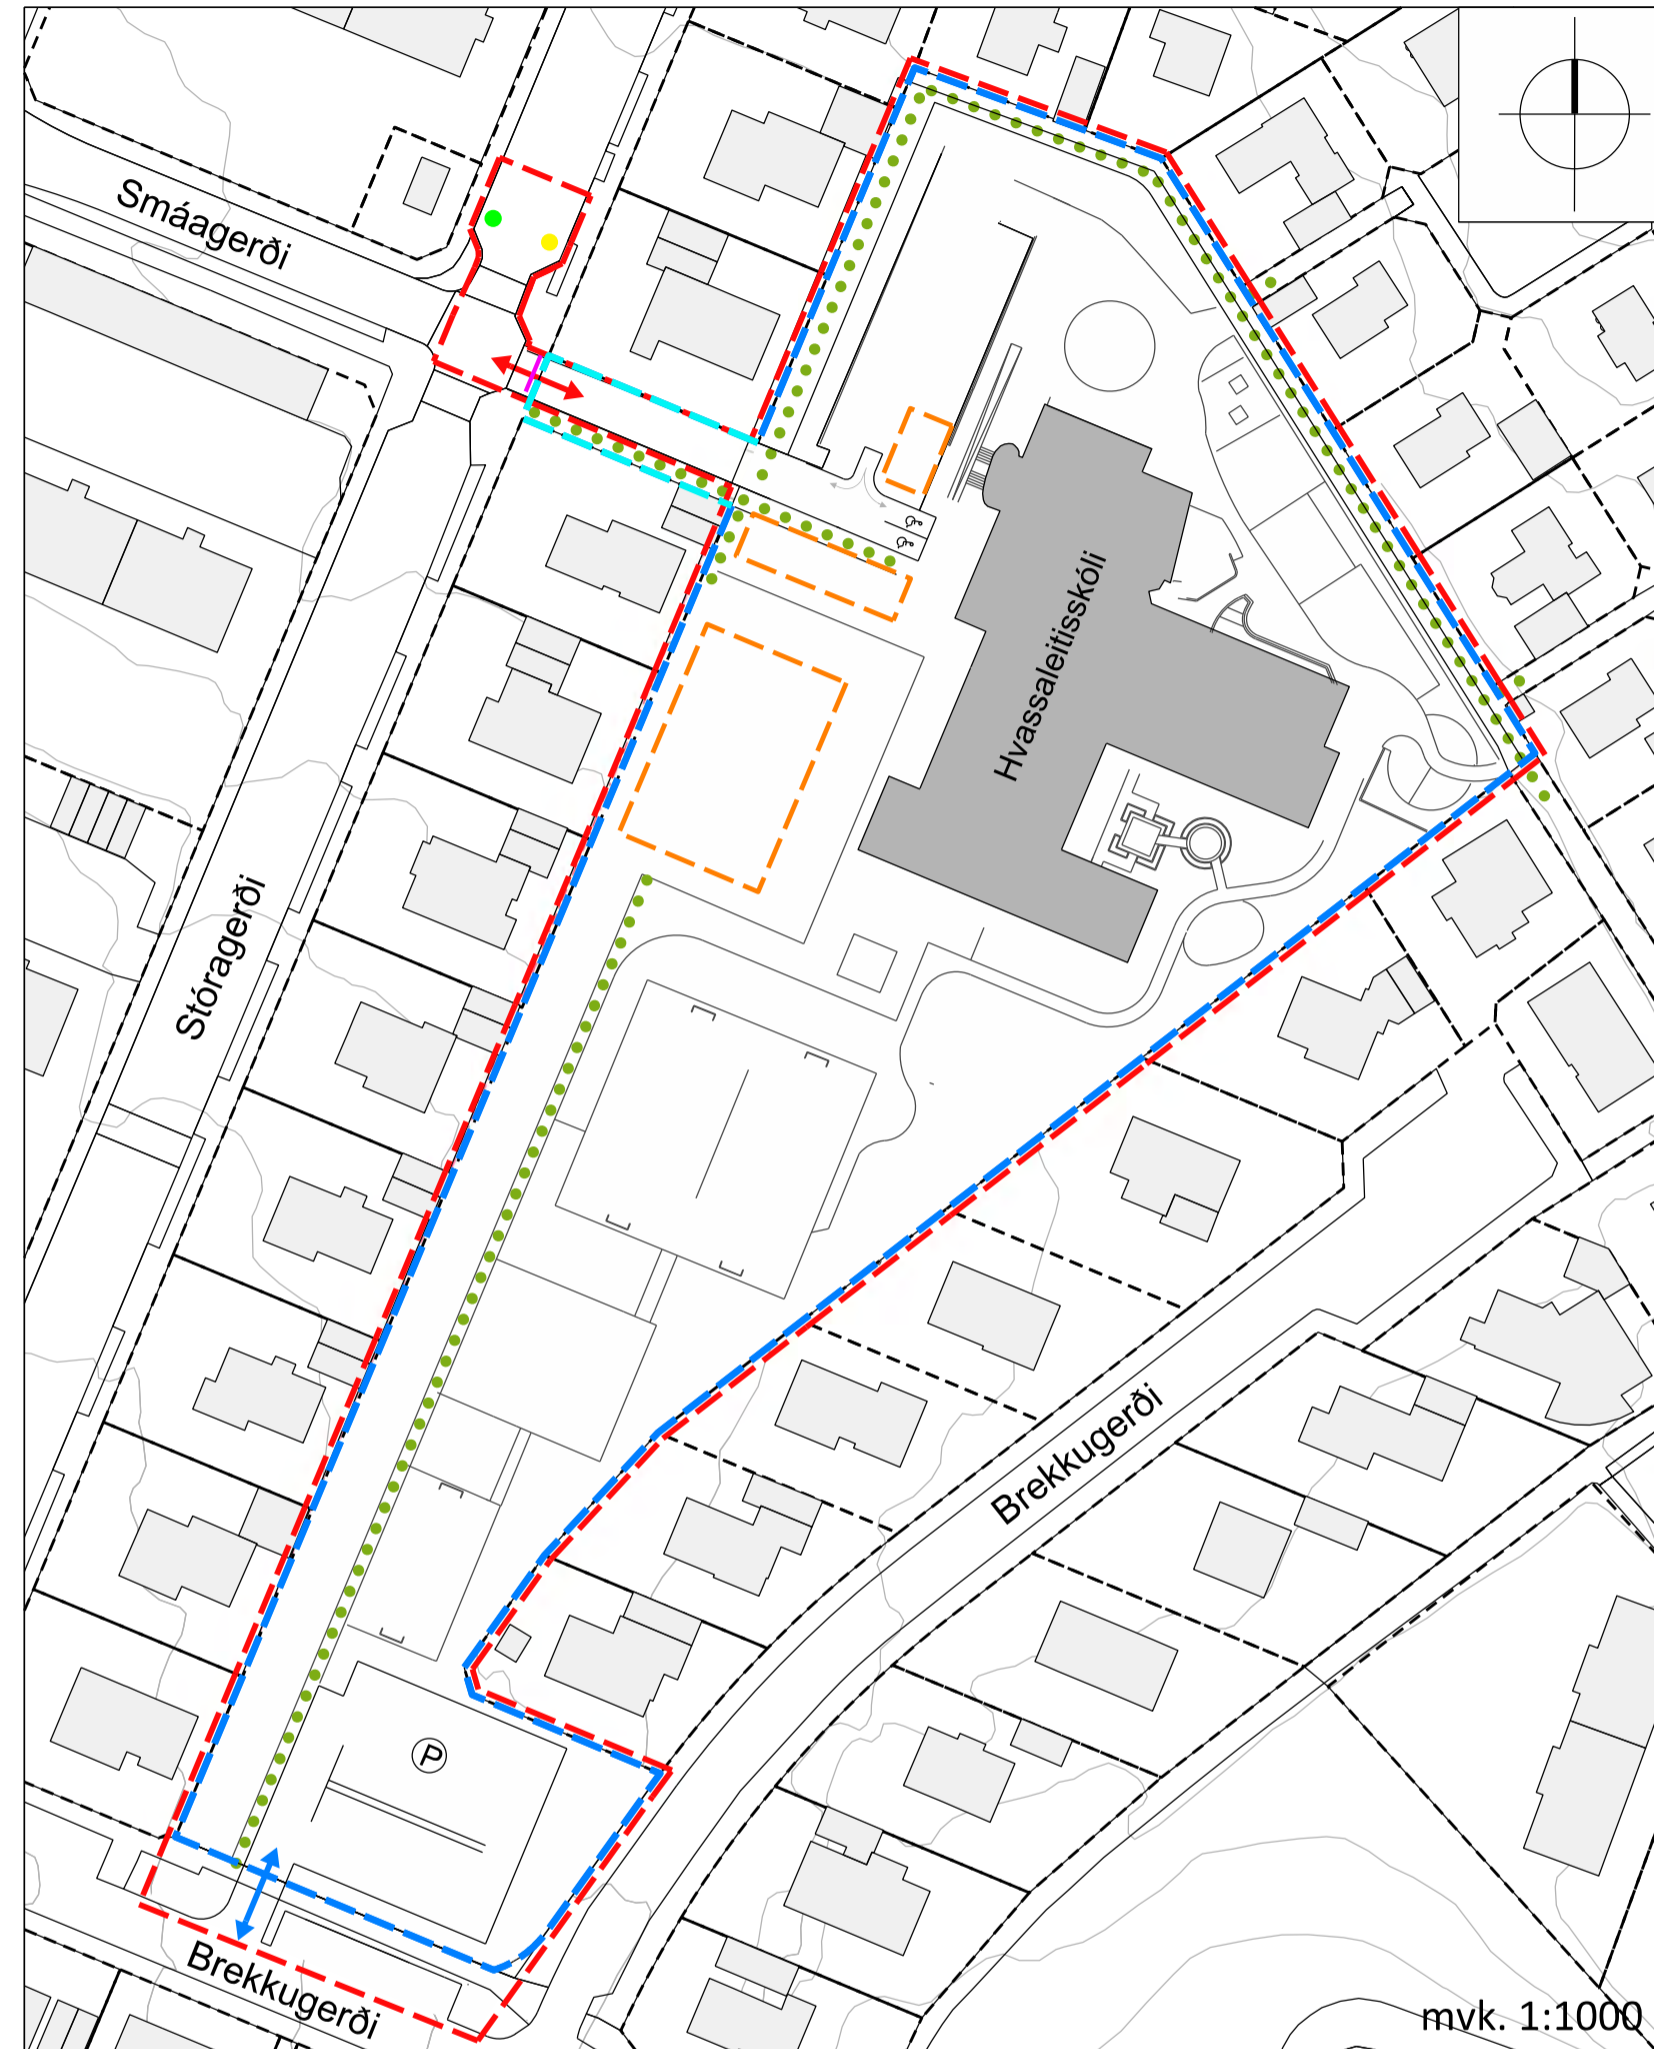 Smáagerði
Hvassaleitisskóli
Stóragerði
Brekkugerði
P
Brekkugerði
mvk. 1:1000